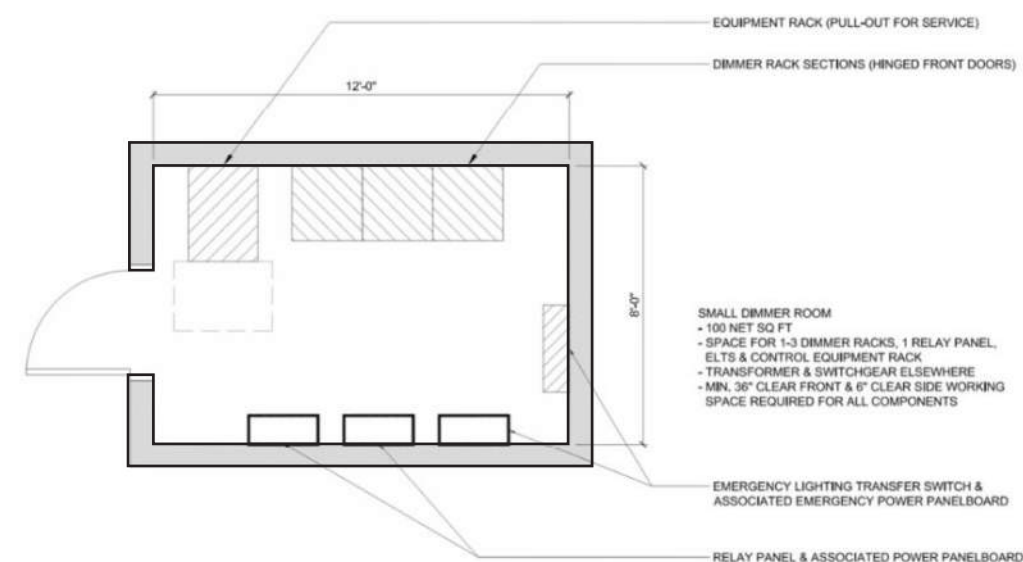 EQUIPMENT RACK (PULL-OUT FOR SERVICE)
DIMMER RACK SECTIONS (HINGED FRONT DOORS)
12'-0"
8'-0"
SMALL DIMMER ROOM
- 100 NET SQ FT
- SPACE FOR 1-3 DIMMER RACKS, 1 RELAY PANEL,
ELTS & CONTROL EQUIPMENT RACK
- TRANSFORMER & SWITCHGEAR ELSEWHERE
- MIN. 36" CLEAR FRONT & 6" CLEAR SIDE WORKING
SPACE REQUIRED FOR ALL COMPONENTS
EMERGENCY LIGHTING TRANSFER SWITCH &
ASSOCIATED EMERGENCY POWER PANELBOARD
RELAY PANEL & ASSOCIATED POWER PANELBOARD